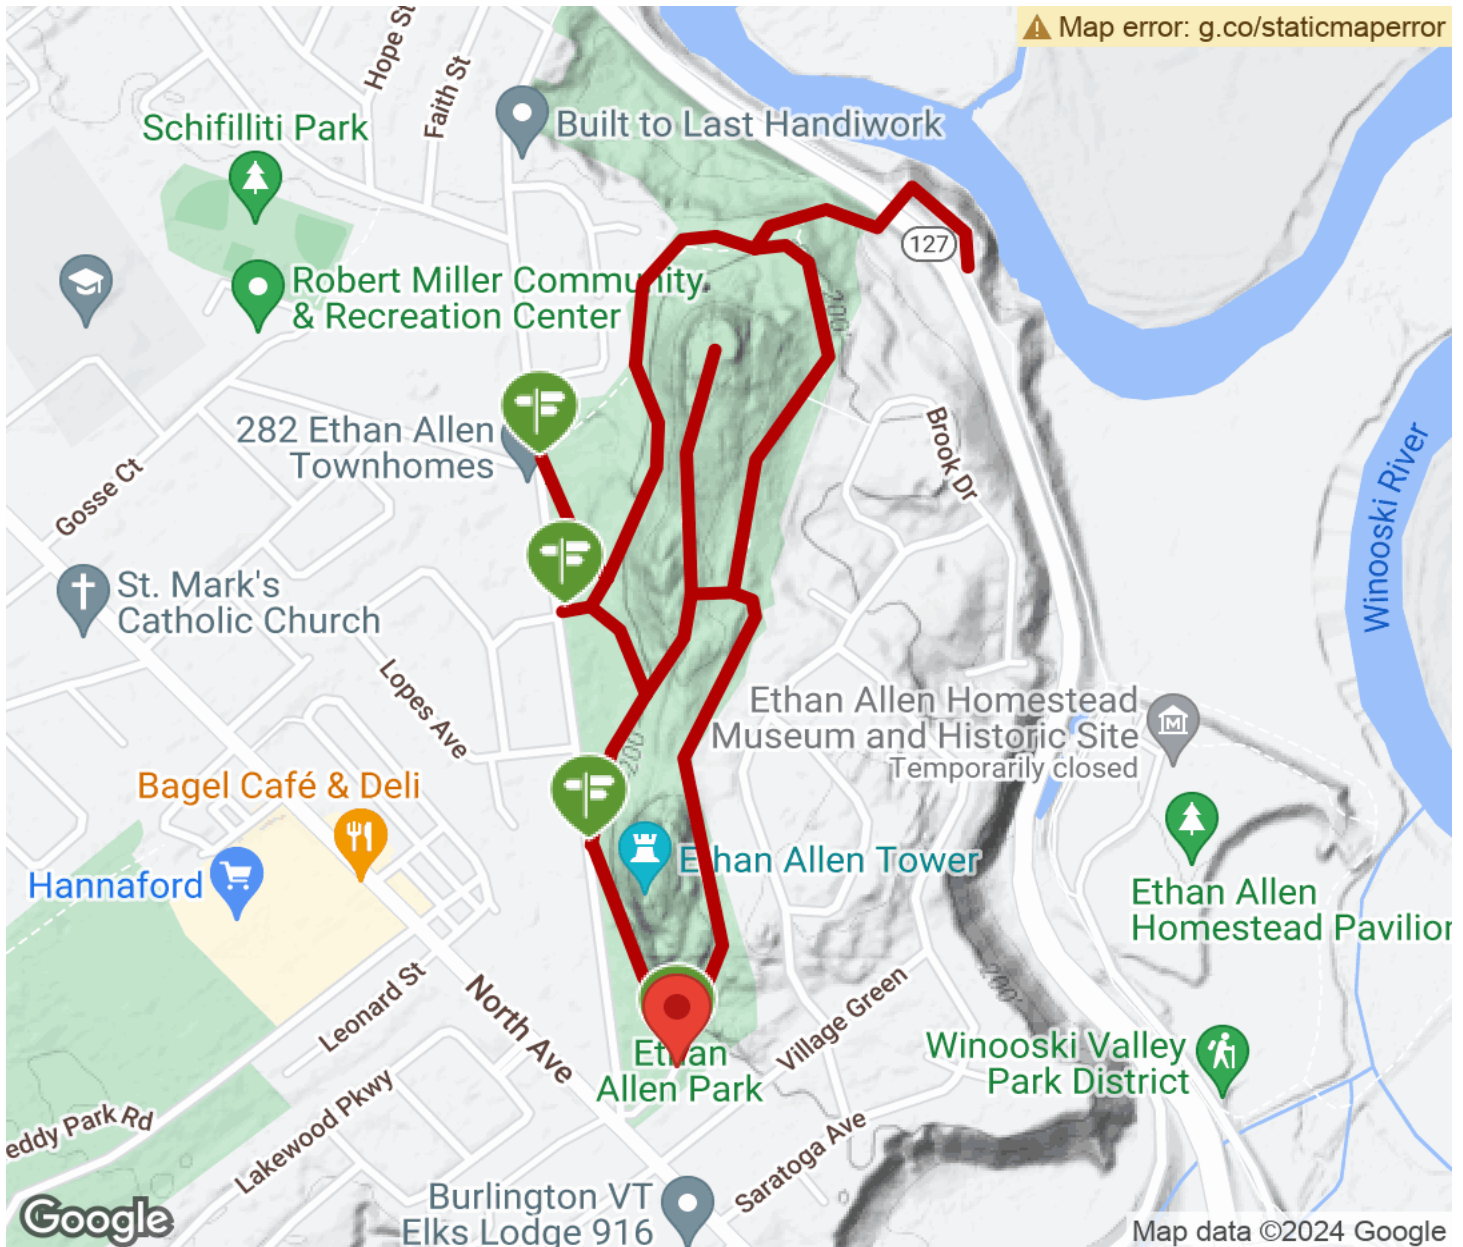 Map error: g.co/staticmaperror
Hope St
Faith St
Built to Last Handiwork
Schifilliti Park
127
Robert Miller Community
& Recreation Center
200'
282 Ethan Allen
Townhomes
Brook Dr
Gosse Ct
Winooski River
St. Mark's
Catholic Church
Lopes Ave
Ethan Allen Homestead
Museum and Historic Site
Temporarily closed
200'
Bagel Café & Deli
Ethan Allen Tower
Hannaford
Ethan Allen
Homestead Pavilion
Leonard St
North Ave
Village Green
200'
Ethan
Allen Park
Winooski Valley
Park District
eddy Park Rd
Lakewood Pkwy
Saratoga Ave
Burlington VT
Elks Lodge 916
Google
Map data ©2024 Google